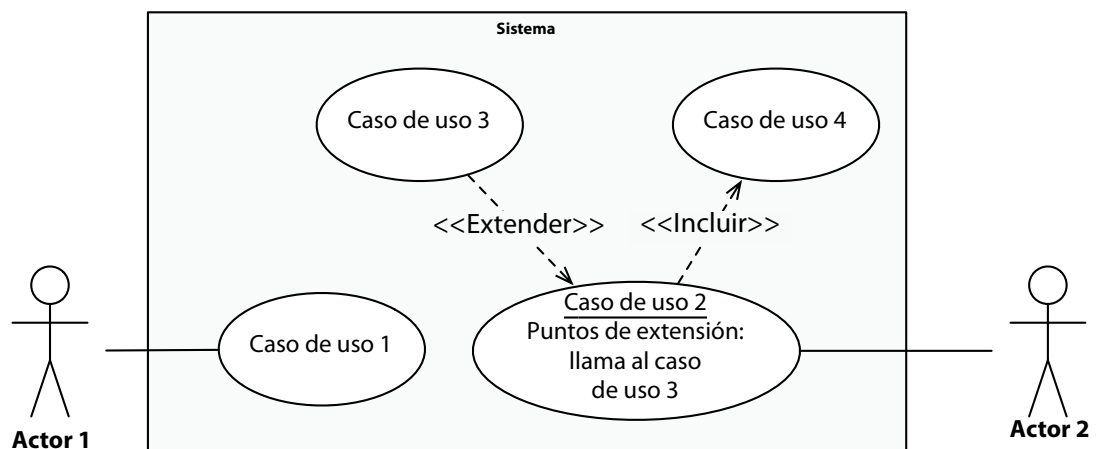 Sistema
Caso de uso 3
Caso de uso 4
<<Extender>>
<<Incluir>>
Caso de uso 1
Caso de uso 2
Puntos de extensión:
llama al caso
de uso 3
Actor 1
Actor 2